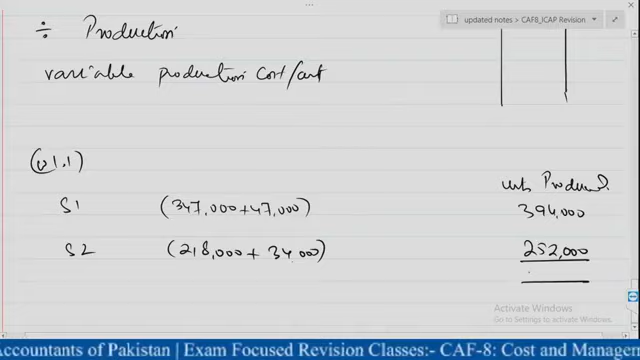 ...
updated notes > CAF8_ICAP Revision
÷ Production
variable production cost/unit
(W1.1)
units Produced.
S1 (347,000+47,000) 394,000
S2 (218,000 + 34,000) 252,000
Activate Windows
Go to Settings to activate Windows.
Accountants of Pakistan | Exam Focused Revision Classes:- CAF-8: Cost and Manager